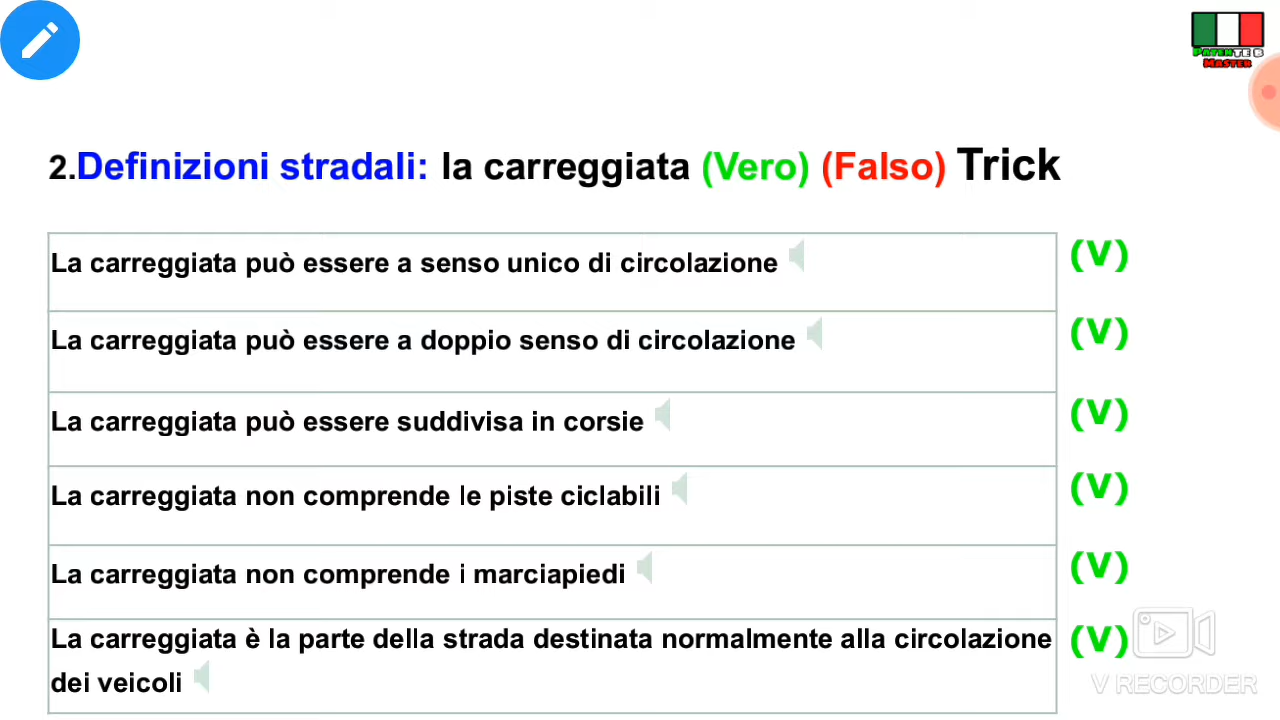 PATENTE B
MASTER
2.Definizioni stradali: la carreggiata (Vero) (Falso) Trick
La carreggiata può essere a senso unico di circolazione (V)
La carreggiata può essere a doppio senso di circolazione (V)
La carreggiata può essere suddivisa in corsie (V)
La carreggiata non comprende le piste ciclabili (V)
La carreggiata non comprende i marciapiedi (V)
La carreggiata è la parte della strada destinata normalmente alla circolazione (V)
dei veicoli
V RECORDER